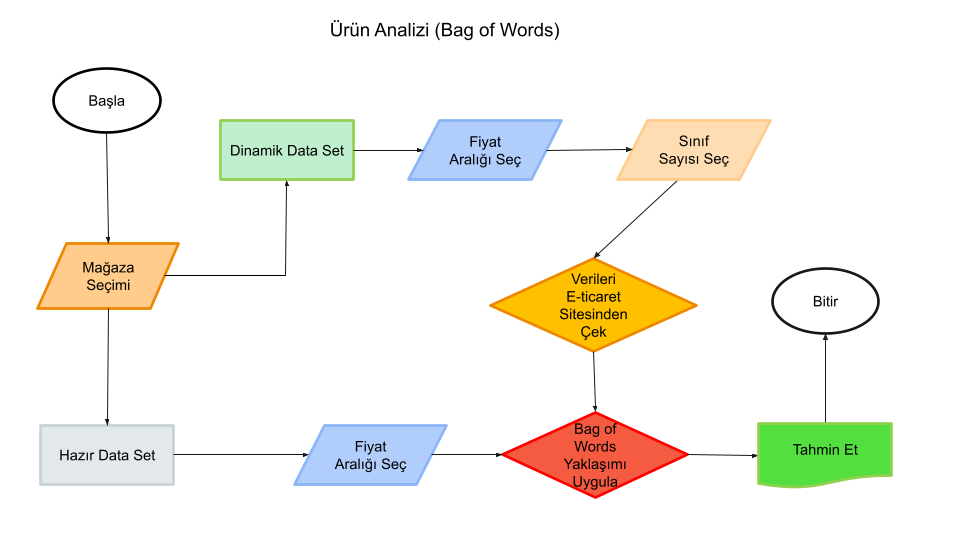 Ürün Analizi (Bag of Words)
Başla
Dinamik Data Set
Fiyat
Aralığı Seç
Sınıf
Sayısı Seç
Mağaza
Seçimi
Verileri
E-ticaret
Sitesinden
Çek
Bitir
Hazır Data Set
Fiyat
Aralığı Seç
Bag of
Words
Yaklaşımı
Uygula
Tahmin Et